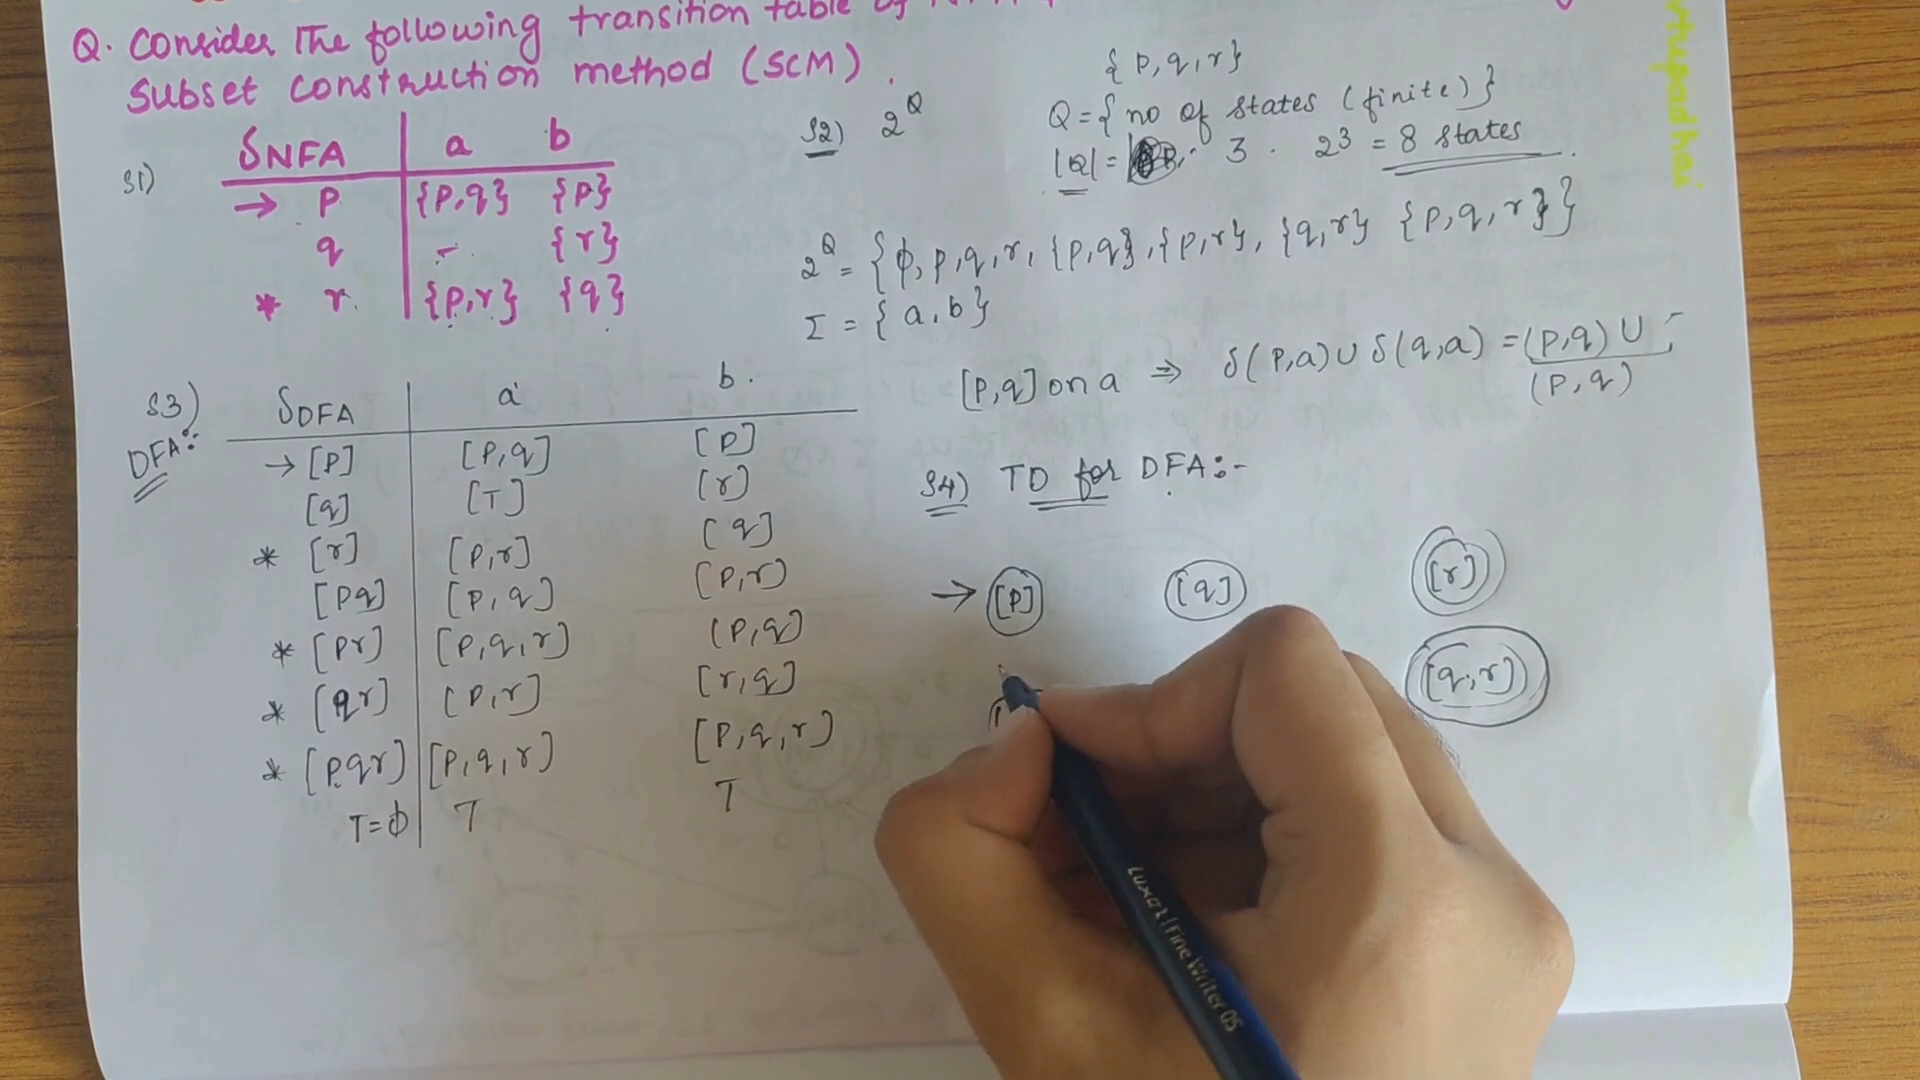 Q. Consider The following transition table of
Subset construction method (SCM).
S1)
δNFA a b
→ P {P,q} {P}
q - {r}
* r {P,r} {q}
S2) 2^Q
{P,q,r}
Q={no of states (finite)}
|Q|= 3 . 2^3 = 8 states
2^Q = {ϕ,P,q,r,{P,q},{P,r},{q,r} {P,q,r}}
Σ = {a,b}
[P,q] on a ⇒ δ(P,a)∪δ(q,a) = (P,q) ∪ -
(P,q)
S3)
DFA:-
δDFA a b.
→ [P] [P,q] [P]
[q] [T] [r]
* [r] [P,r] [q]
[Pq] [P,q] [P,r]
* [Pr] [P,q,r] [P,q]
* [qr] [P,r] [r,q]
* [Pqr] [P,q,r] [P,q,r]
T=ϕ T T
S4) TD for DFA:-
→ [P] [q] [r]
[q,r]
Luxor | Fine Writer 05